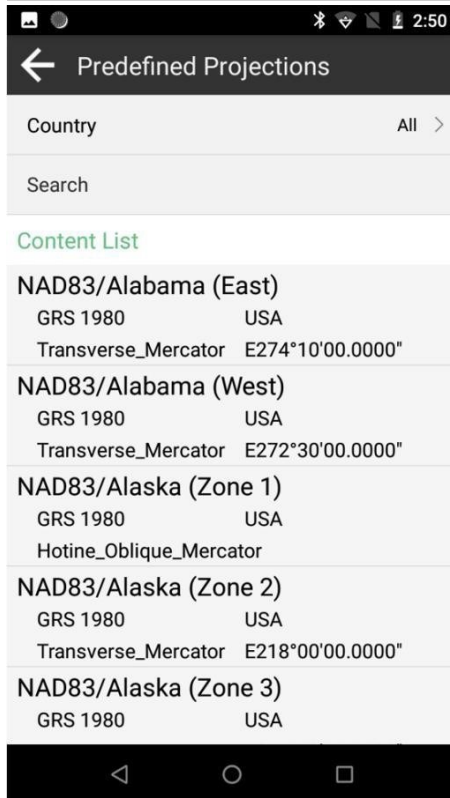 2:50
Predefined Projections
Country All
Search
Content List
NAD83/Alabama (East)
GRS 1980 USA
Transverse_Mercator E274°10'00.0000"
NAD83/Alabama (West)
GRS 1980 USA
Transverse_Mercator E272°30'00.0000"
NAD83/Alaska (Zone 1)
GRS 1980 USA
Hotine_Oblique_Mercator
NAD83/Alaska (Zone 2)
GRS 1980 USA
Transverse_Mercator E218°00'00.0000"
NAD83/Alaska (Zone 3)
GRS 1980 USA